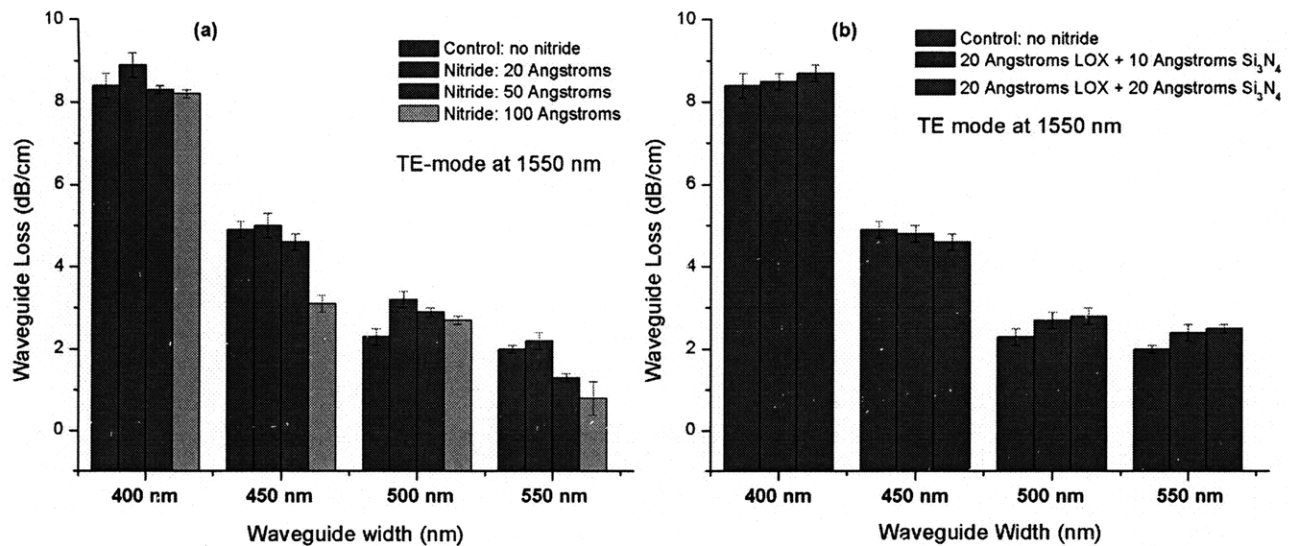 (a)
Control: no nitride
Nitride: 20 Angstroms
Nitride: 50 Angstroms
Nitride: 100 Angstroms
TE-mode at 1550 nm
Waveguide Loss (dB/cm)
10
8
6
4
2
0
400 nm
450 nm
500 nm
550 nm
Waveguide width (nm)
(b)
Control: no nitride
20 Angstroms LOX + 10 Angstroms Si₃N₄
20 Angstroms LOX + 20 Angstroms Si₃N₄
TE mode at 1550 nm
Waveguide Loss (dB/cm)
10
8
6
4
2
0
400 nm
450 nm
500 nm
550 nm
Waveguide Width (nm)